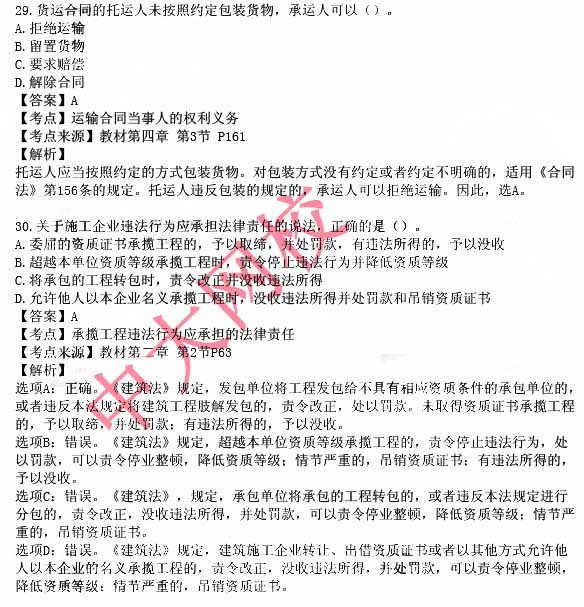 29.货运合同的托运人未按照约定包装货物，承运人可以（）。
A.拒绝运输
B.留置货物
C.要求赔偿
D.解除合同
【答案】A
【考点】运输合同当事人的权利义务
【考点来源】教材第四章 第3节 P161
【解析】
托运人应当按照约定的方式包装货物。对包装方式没有约定或者约定不明确的，适用《合同
法》第156条的规定。托运人违反包装的规定的，承运人可以拒绝运输。因此，选A。
30.关于施工企业违法行为应承担法律责任的说法，正确的是（）。
A.委屈的资质证书承揽工程的，予以取缔，并处罚款，有违法所得的，予以没收
B.超越本单位资质等级承揽工程时，责令停止违法行为并降低资质等级
C.将承包的工程转包时，责令改正并没收违法所得
D.允许他人以本企业名义承揽工程时，没收违法所得并处罚款和吊销资质证书
【答案】A
【考点】承揽工程违法行为应承担的法律责任
【考点来源】教材第二章 第2节P63
【解析】
选项A：正确。《建筑法》规定，发包单位将工程发包给不具有相应资质条件的承包单位的，
或者违反本法规定将建筑工程肢解发包的，责令改正，处以罚款。未取得资质证书承揽工程
的，予以取缔，并处罚款；有违法所得的，予以没收。
选项B：错误。《建筑法》规定，超越本单位资质等级承揽工程的，责令停止违法行为，处
以罚款，可以责令停业整顿，降低资质等级；情节严重的，吊销资质证书；有违法所得的，
予以没收。
选项C：错误。《建筑法》，规定，承包单位将承包的工程转包的，或者违反本法规定进行
分包的，责令改正，没收违法所得，并处罚款，可以责令停业整顿，降低资质等级；情节严
重的，吊销资质证书。
选项D：错误。《建筑法》规定，建筑施工企业转让、出借资质证书或者以其他方式允许他
人以本企业的名义承揽工程的，责令改正，没收违法所得，并处罚款，可以责令停业整顿，
降低资质等级；情节严重的，吊销资质证书。
中大网校